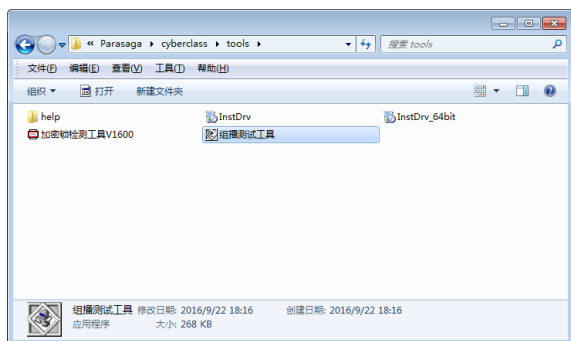 « Parasaga ▸ cyberclass ▸ tools ▸
搜索 tools
文件(F) 编辑(E) 查看(V) 工具(T) 帮助(H)
组织 打开 新建文件夹
help InstDrv InstDrv_64bit
加密锁检测工具V1600 组播测试工具
组播测试工具 修改日期: 2016/9/22 18:16 创建日期: 2016/9/22 18:16
应用程序 大小: 268 KB